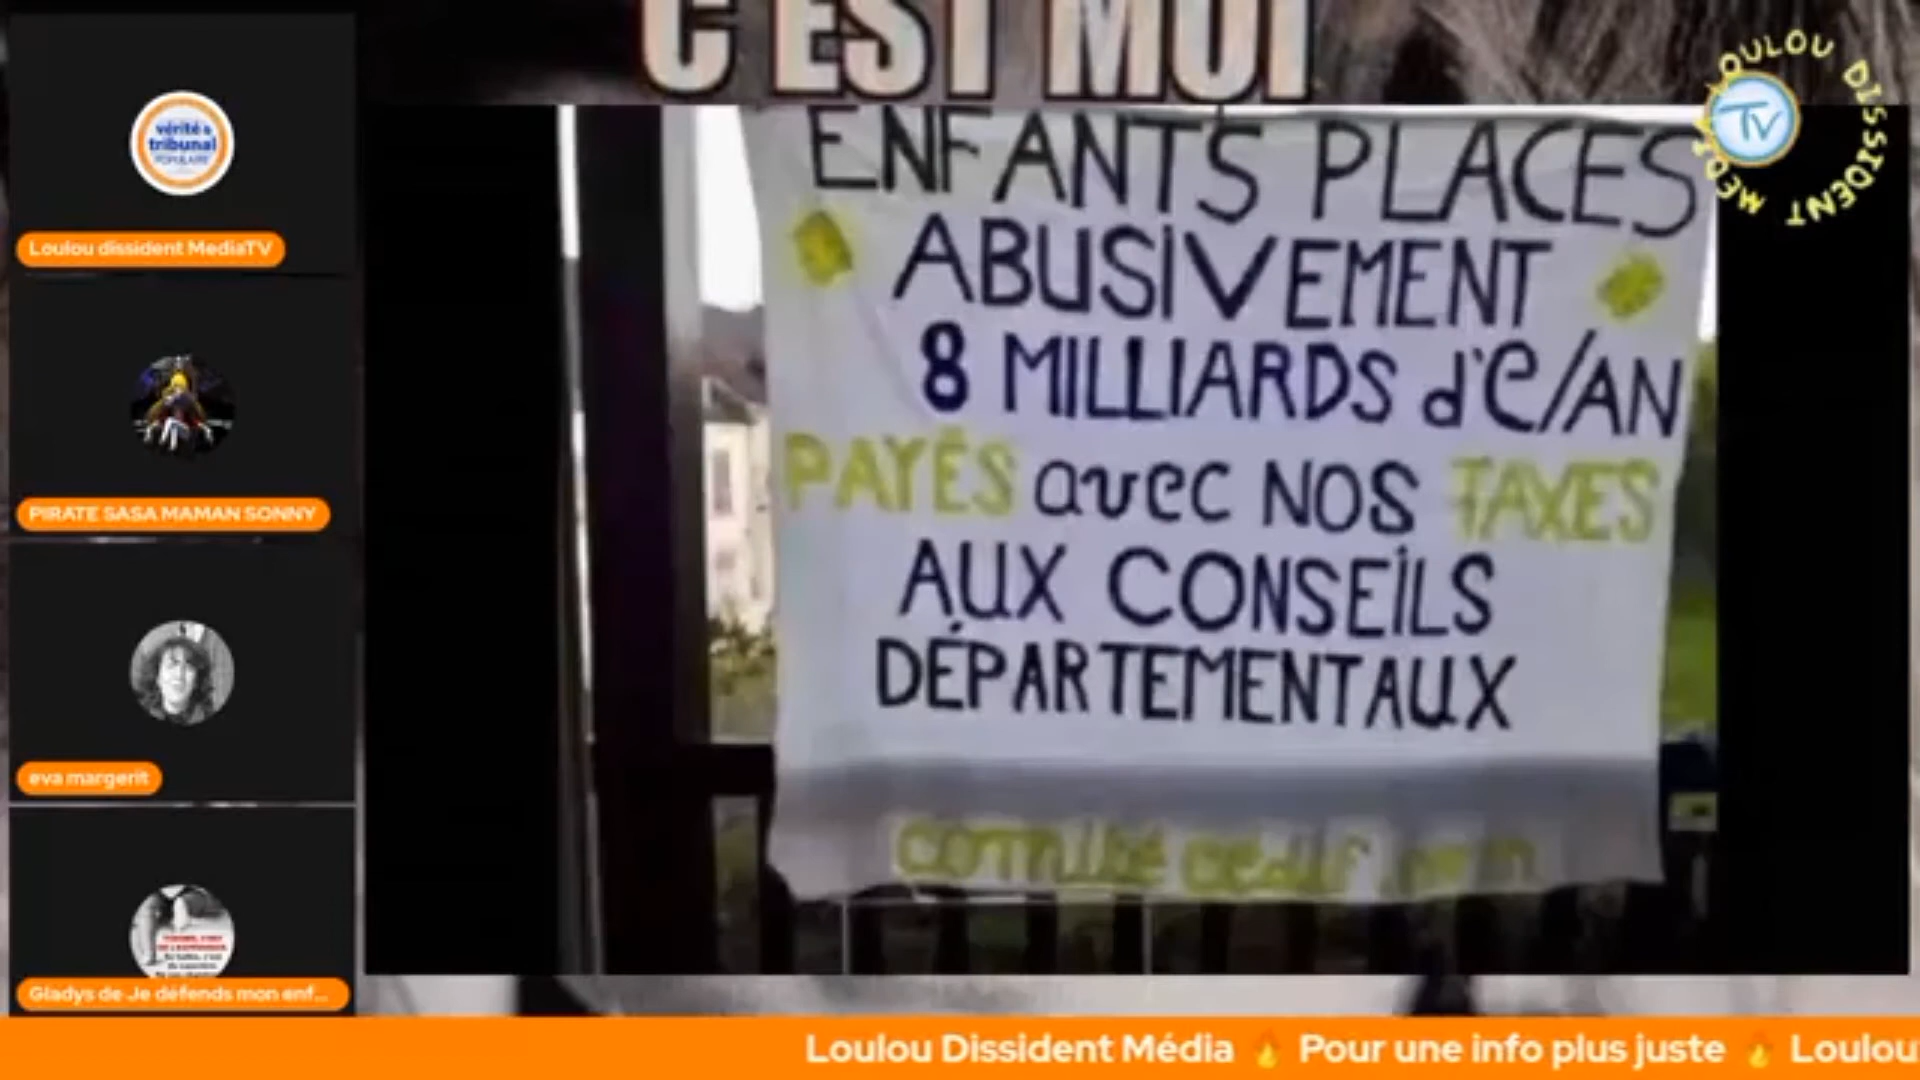 C'EST MOI
LOULOU DISSIDENT MEDIA
TV
vérité &
tribunal
POPULAIRE
Loulou dissident MediaTV
PIRATE SASA MAMAN SONNY
eva margerit
Gladys de Je défends mon enf...
ENFANTS PLACES
ABUSIVEMENT
8 MILLIARDS d'e/AN
PAYÉS avec NOS TAXES
AUX CONSEILS
DÉPARTEMENTAUX
Loulou Dissident Média 🔥 Pour une info plus juste 🔥 Loulou